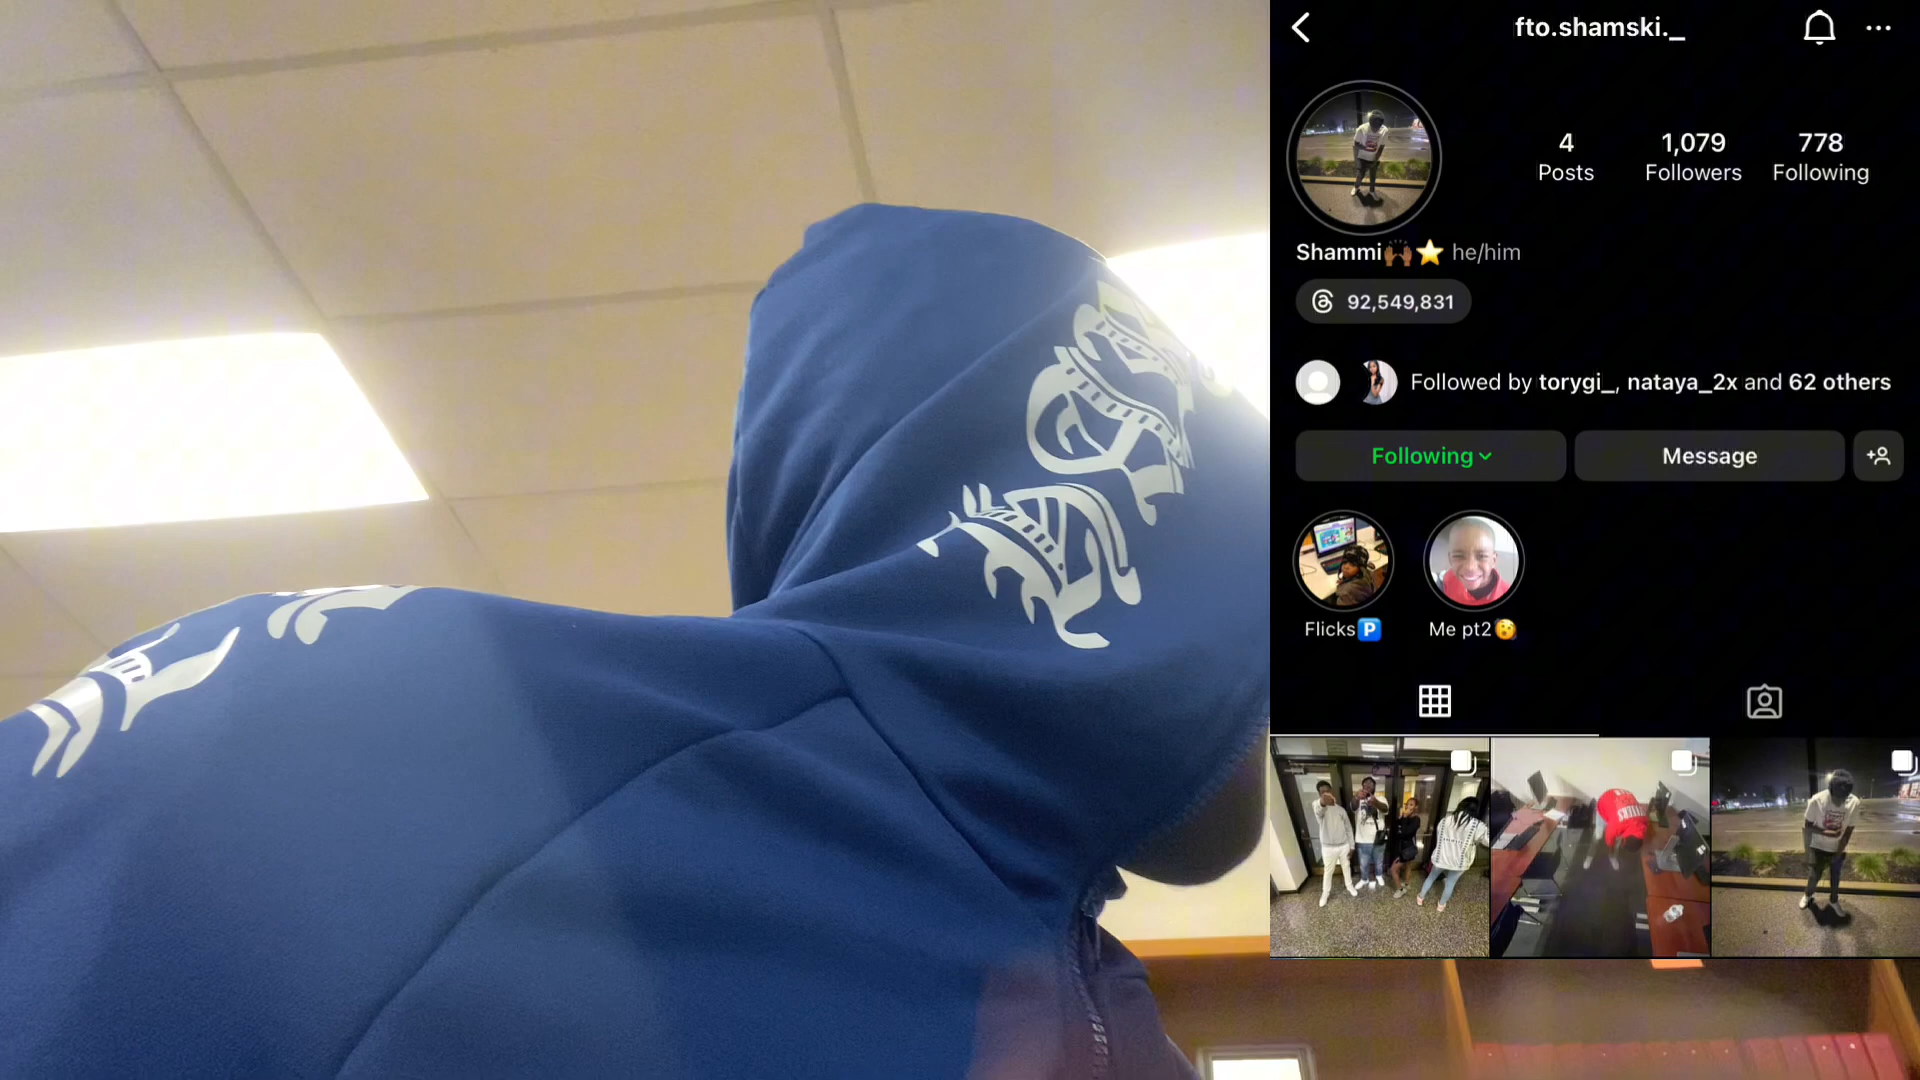 fto.shamski._
4
Posts
1,079
Followers
778
Following
Shammi🙌🏾⭐ he/him
92,549,831
Followed by torygi_, nataya_2x and 62 others
Following
Message
Flicks🅿️
Me pt2🫢